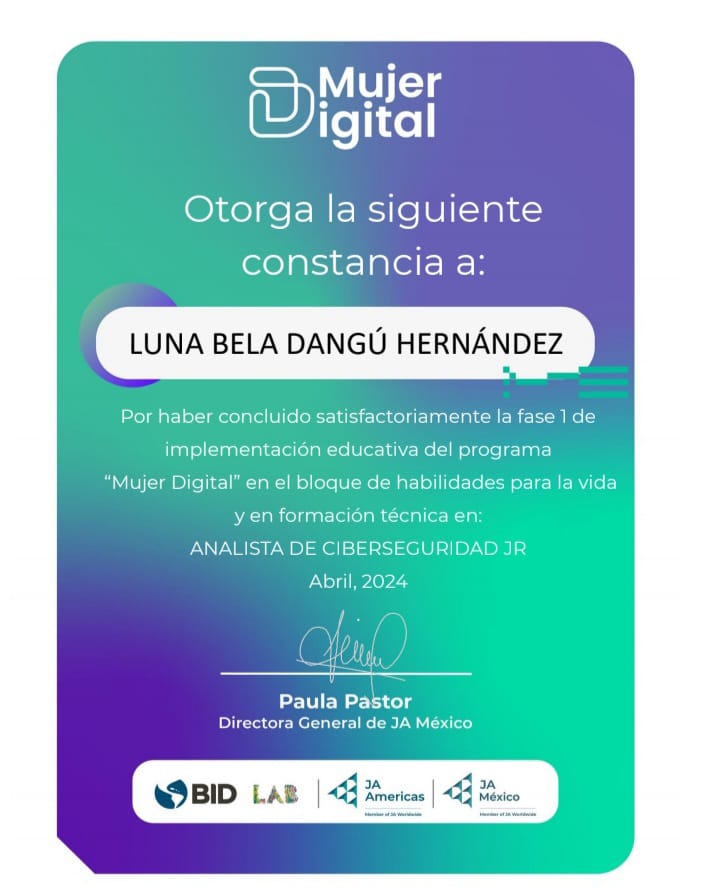 Mujer
Digital
Otorga la siguiente
constancia a:
LUNA BELA DANGÚ HERNÁNDEZ
Por haber concluido satisfactoriamente la fase 1 de
implementación educativa del programa
“Mujer Digital” en el bloque de habilidades para la vida
y en formación técnica en:
ANALISTA DE CIBERSEGURIDAD JR
Abril, 2024
Paula Pastor
Directora General de JA México
BID LAB
JA
Americas
Member of JA Worldwide
JA
México
Member of JA Worldwide